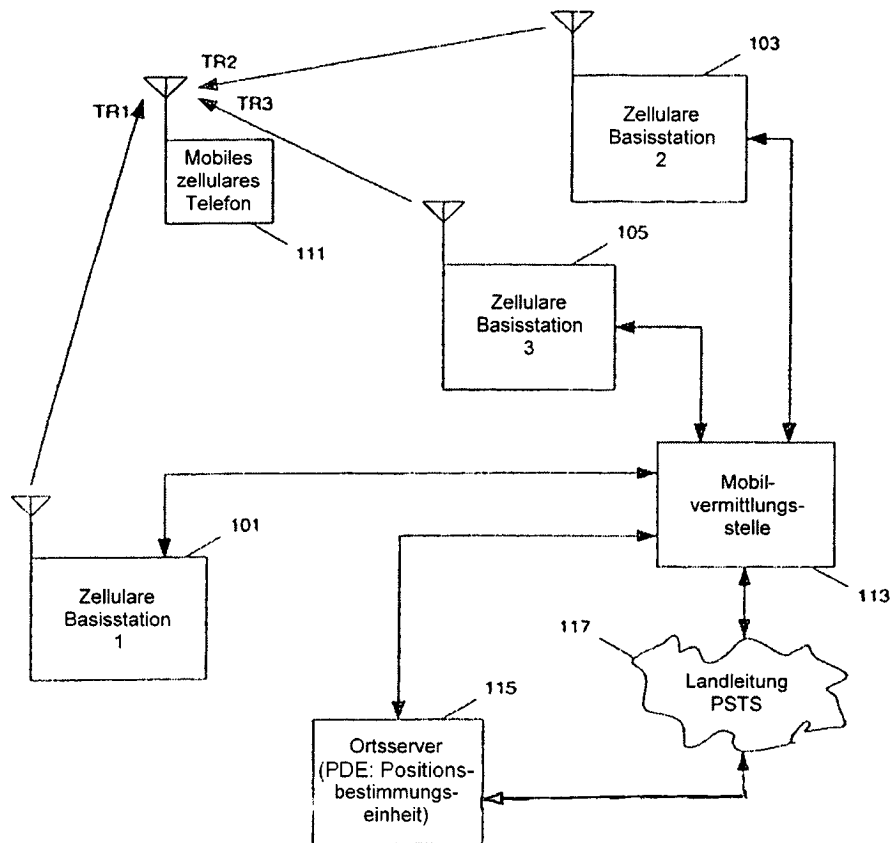 103
TR2
TR1
TR3
Zellulare
Basisstation
2
Mobiles
zellulares
Telefon
111
105
Zellulare
Basisstation
3
101
Mobil-
vermittlungs-
stelle
Zellulare
Basisstation
1
113
117
Landleitung
PSTS
115
Ortsserver
(PDE: Positions-
bestimmungs-
einheit)